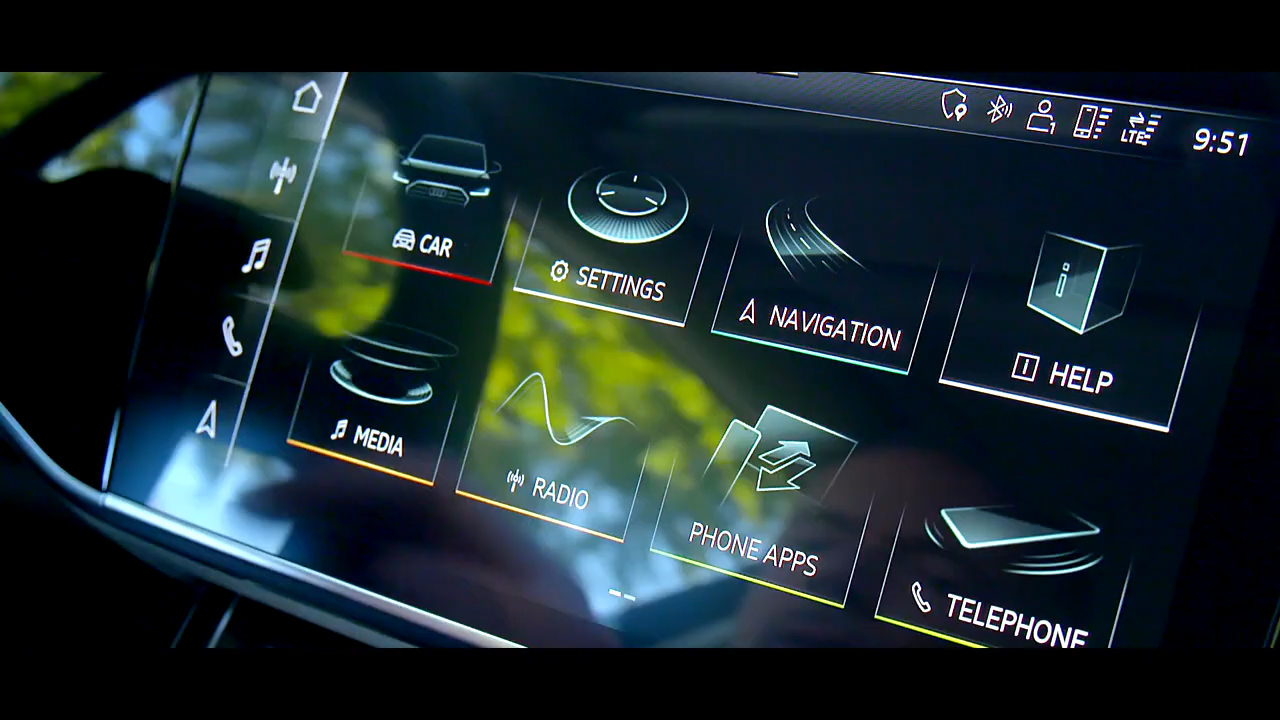 LTE 9:51
CAR
SETTINGS
NAVIGATION
HELP
MEDIA
RADIO
PHONE APPS
TELEPHONE